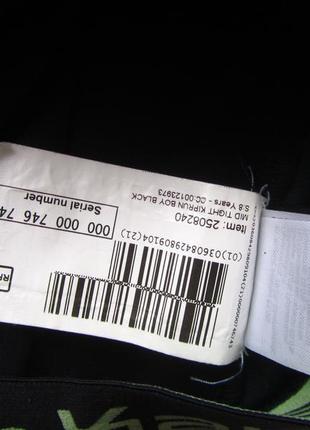 Item: 2508240
MID TIGHT KIPRUN BOY BLACK
S.8 Years - cc:00123973
(01)03608429809104(21)
Serial number
000 000 746 74
RF